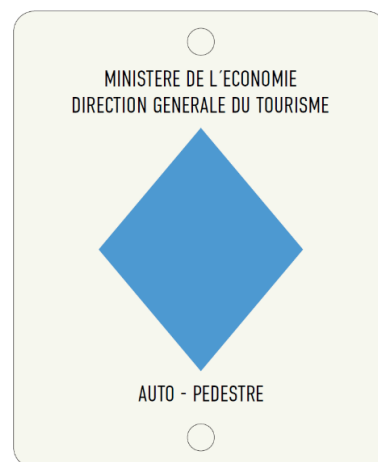 MINISTERE DE L´ECONOMIE
DIRECTION GENERALE DU TOURISME
AUTO - PEDESTRE